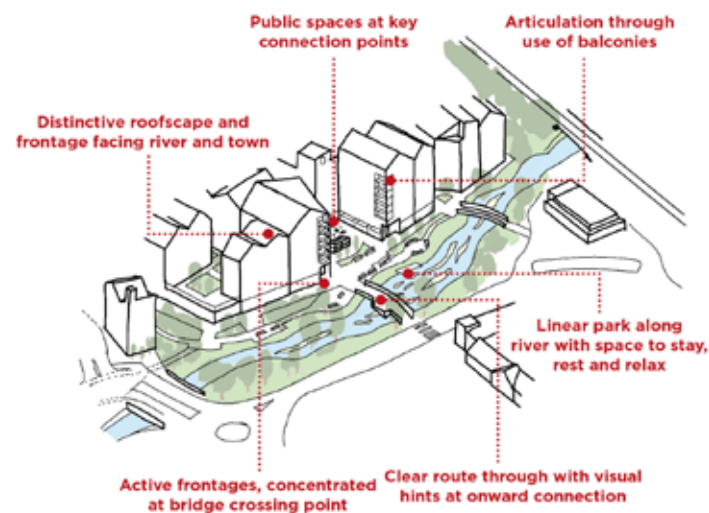 Public spaces at key
connection points
Articulation through
use of balconies
Distinctive roofscape and
frontage facing river and town
Linear park along
river with space to stay,
rest and relax
Active frontages, concentrated
at bridge crossing point
Clear route through with visual
hints at onward connection